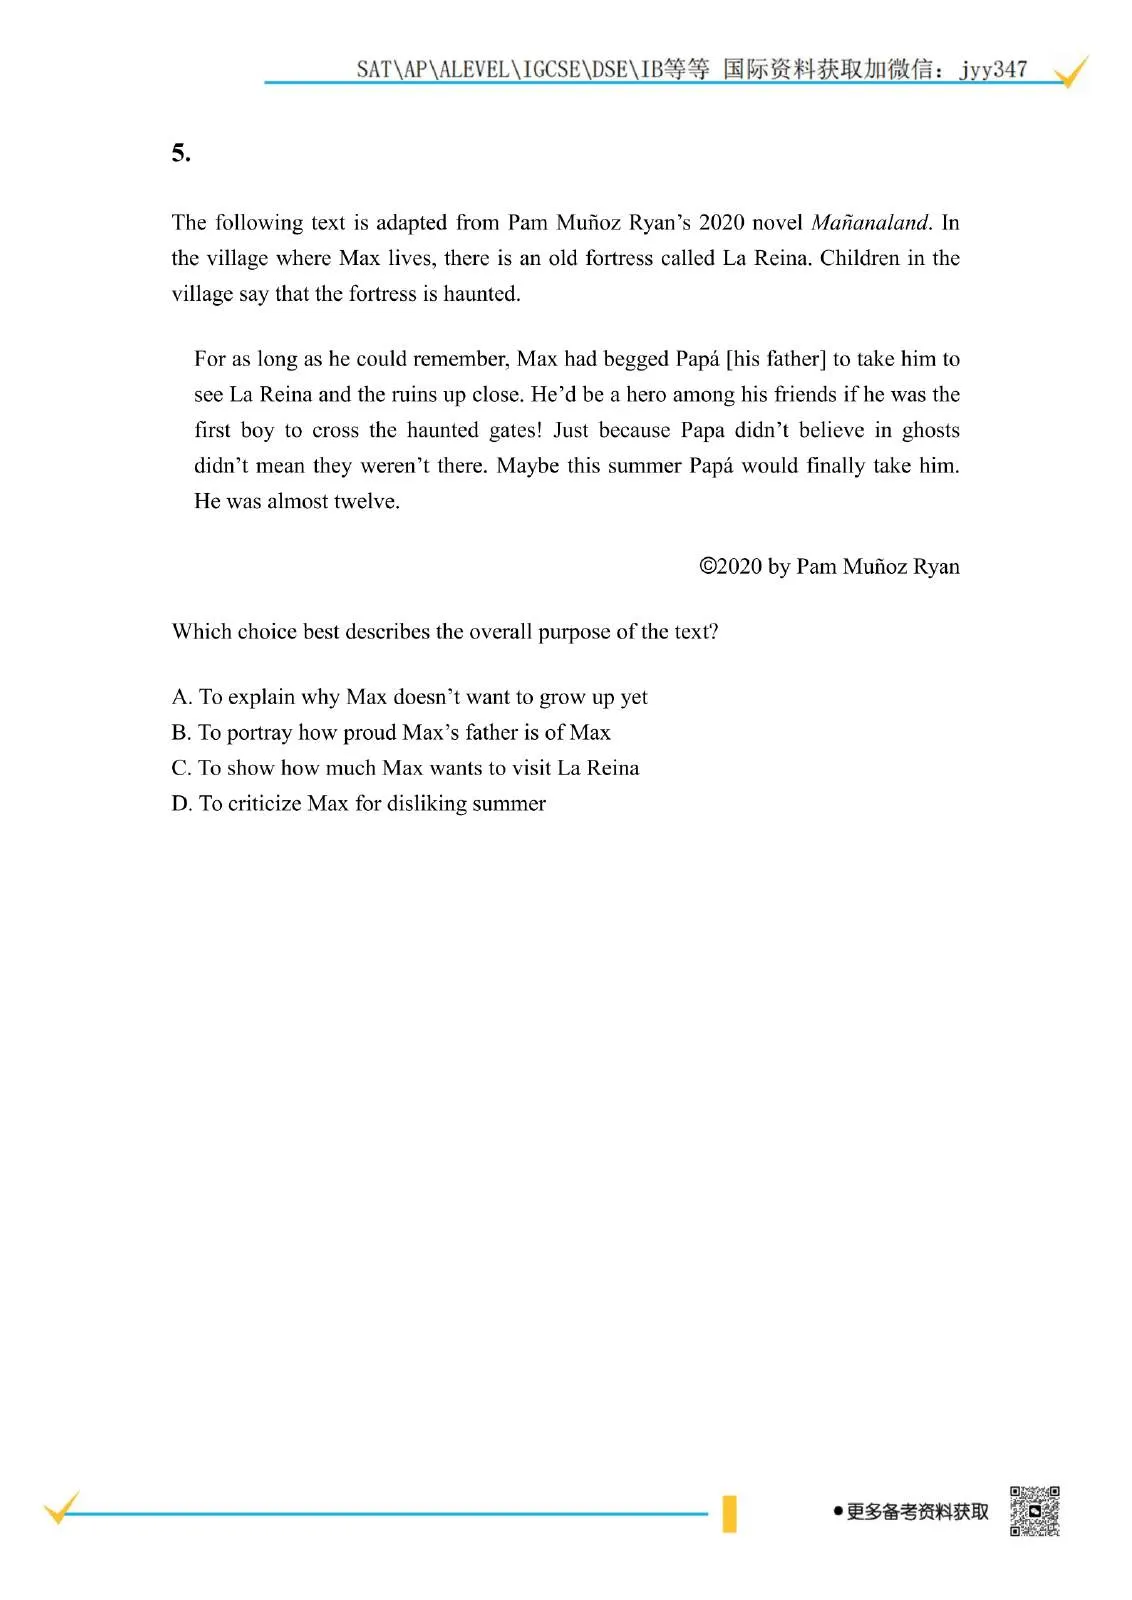 SAT\AP\ALEVEL\IGCSE\DSE\IB等等 国际资料获取加微信：jyy347
5.
The following text is adapted from Pam Muñoz Ryan’s 2020 novel Mañanaland. In
the village where Max lives, there is an old fortress called La Reina. Children in the
village say that the fortress is haunted.
For as long as he could remember, Max had begged Papá [his father] to take him to
see La Reina and the ruins up close. He’d be a hero among his friends if he was the
first boy to cross the haunted gates! Just because Papa didn’t believe in ghosts
didn’t mean they weren’t there. Maybe this summer Papá would finally take him.
He was almost twelve.
©2020 by Pam Muñoz Ryan
Which choice best describes the overall purpose of the text?
A. To explain why Max doesn’t want to grow up yet
B. To portray how proud Max’s father is of Max
C. To show how much Max wants to visit La Reina
D. To criticize Max for disliking summer
●更多备考资料获取